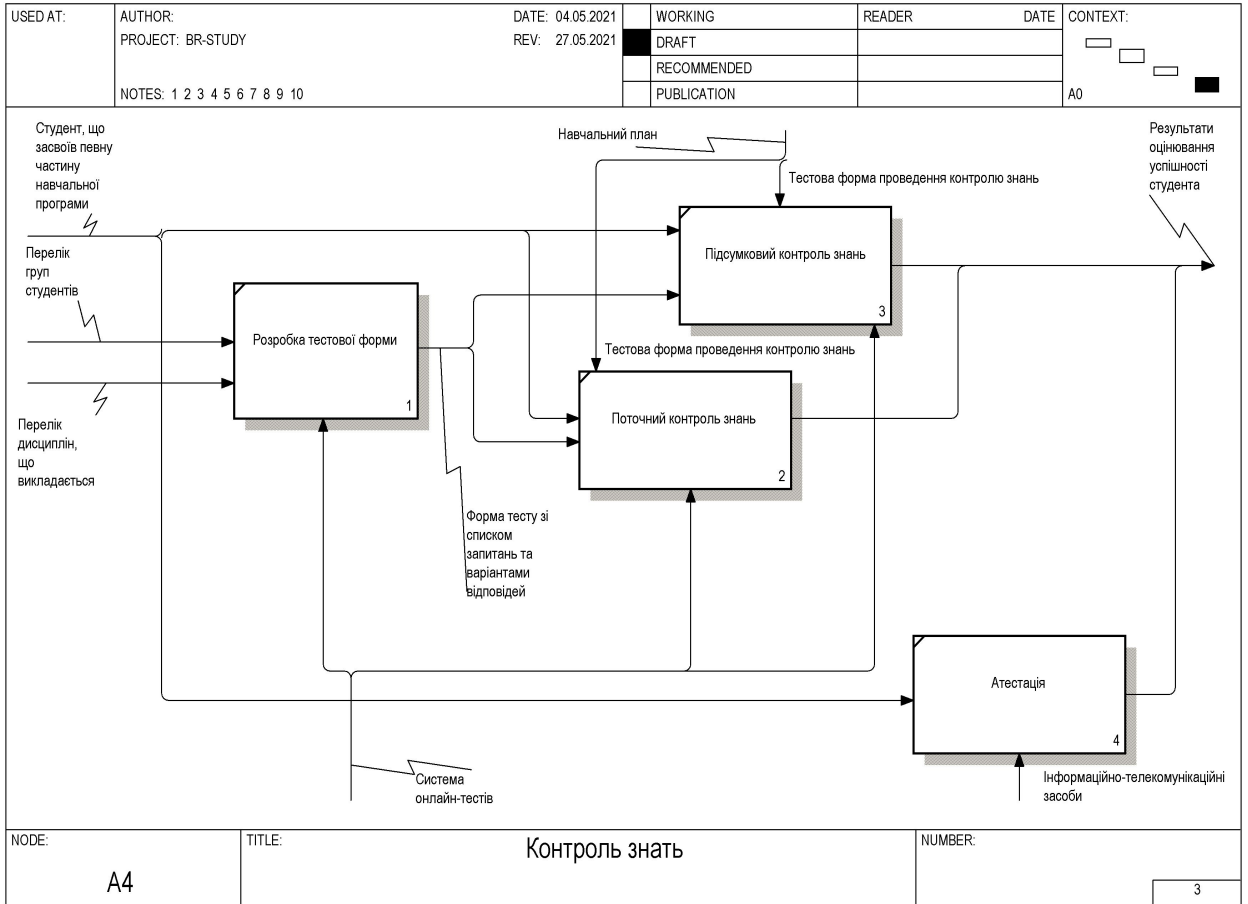 USED AT:
AUTHOR:
DATE: 04.05.2021
PROJECT: BR-STUDY
REV: 27.05.2021
NOTES: 1 2 3 4 5 6 7 8 9 10
WORKING
DRAFT
RECOMMENDED
PUBLICATION
READER
DATE
CONTEXT:
A0
Студент, що
засвоїв певну
частину
навчальної
програми
Навчальний план
Результати
оцінювання
успішності
студента
Тестова форма проведення контролю знань
Перелік
груп
студентів
Підсумковий контроль знань
3
Розробка тестової форми
1
Тестова форма проведення контролю знань
Поточний контроль знань
2
Перелік
дисциплін,
що
викладається
Форма тесту зі
списком
запитань та
варіантами
відповідей
Атестація
4
Система
онлайн-тестів
Інформаційно-телекомунікаційні
засоби
NODE:
A4
TITLE:
Контроль знать
NUMBER:
3